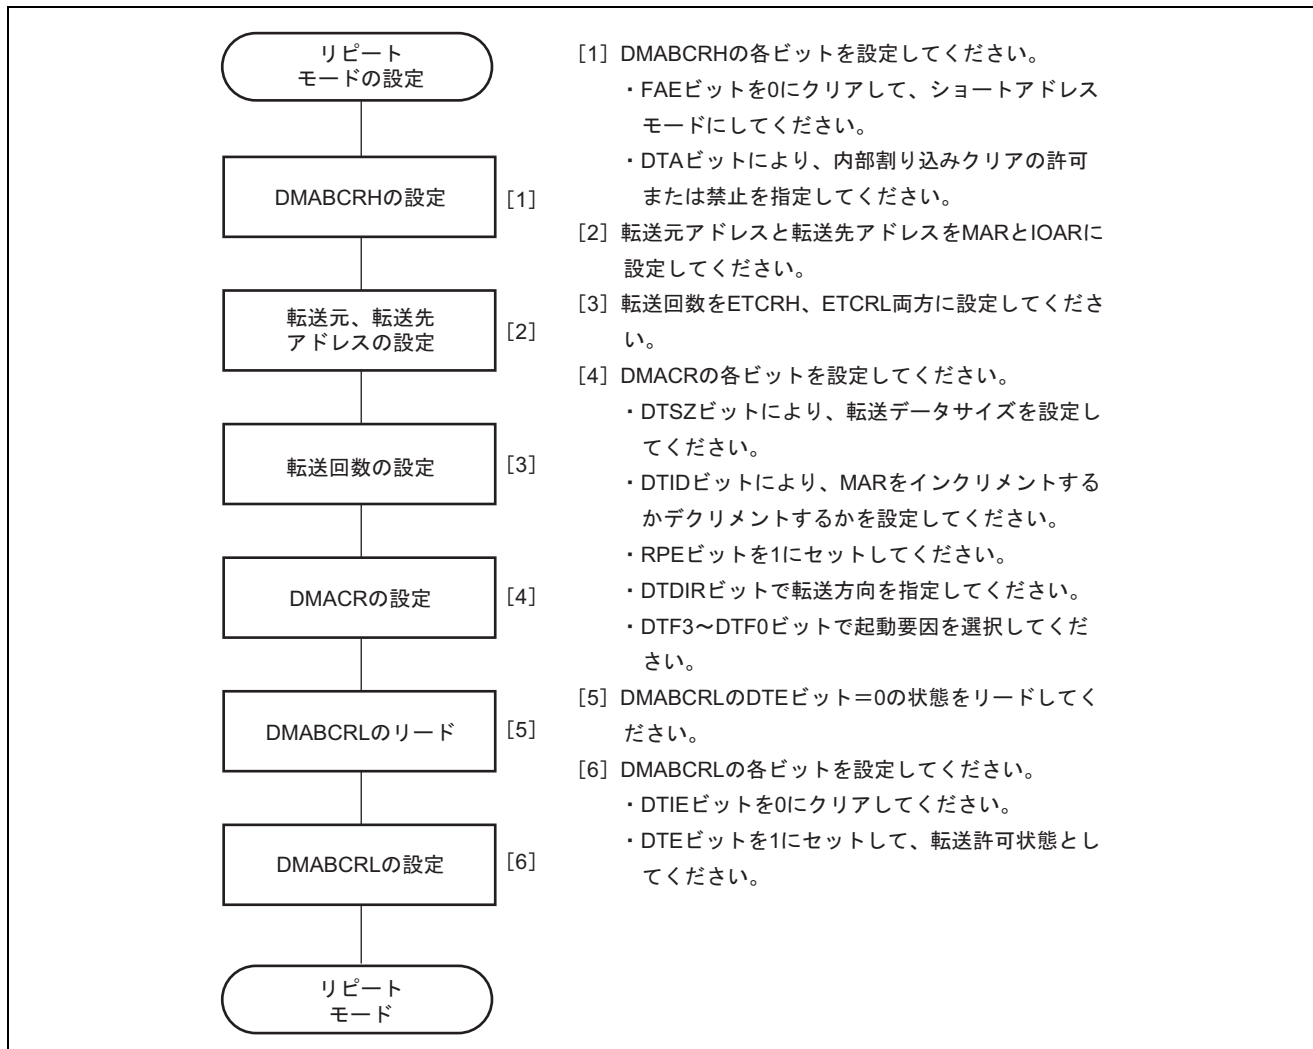 リピート
モードの設定
DMABCRHの設定
[1]
転送元、転送先
アドレスの設定
[2]
転送回数の設定
[3]
DMACRの設定
[4]
DMABCRLのリード
[5]
DMABCRLの設定
[6]
リピート
モード
[1] DMABCRHの各ビットを設定してください。
・FAEビットを0にクリアして、ショートアドレス
モードにしてください。
・DTAビットにより、内部割り込みクリアの許可
または禁止を指定してください。
[2] 転送元アドレスと転送先アドレスをMARとIOARに
設定してください。
[3] 転送回数をETCRH、ETCRL両方に設定してくださ
い。
[4] DMACRの各ビットを設定してください。
・DTSZビットにより、転送データサイズを設定し
てください。
・DTIDビットにより、MARをインクリメントする
かデクリメントするかを設定してください。
・RPEビットを1にセットしてください。
・DTDIRビットで転送方向を指定してください。
・DTF3～DTF0ビットで起動要因を選択してくだ
さい。
[5] DMABCRLのDTEビット＝0の状態をリードしてく
ださい。
[6] DMABCRLの各ビットを設定してください。
・DTIEビットを0にクリアしてください。
・DTEビットを1にセットして、転送許可状態とし
てください。